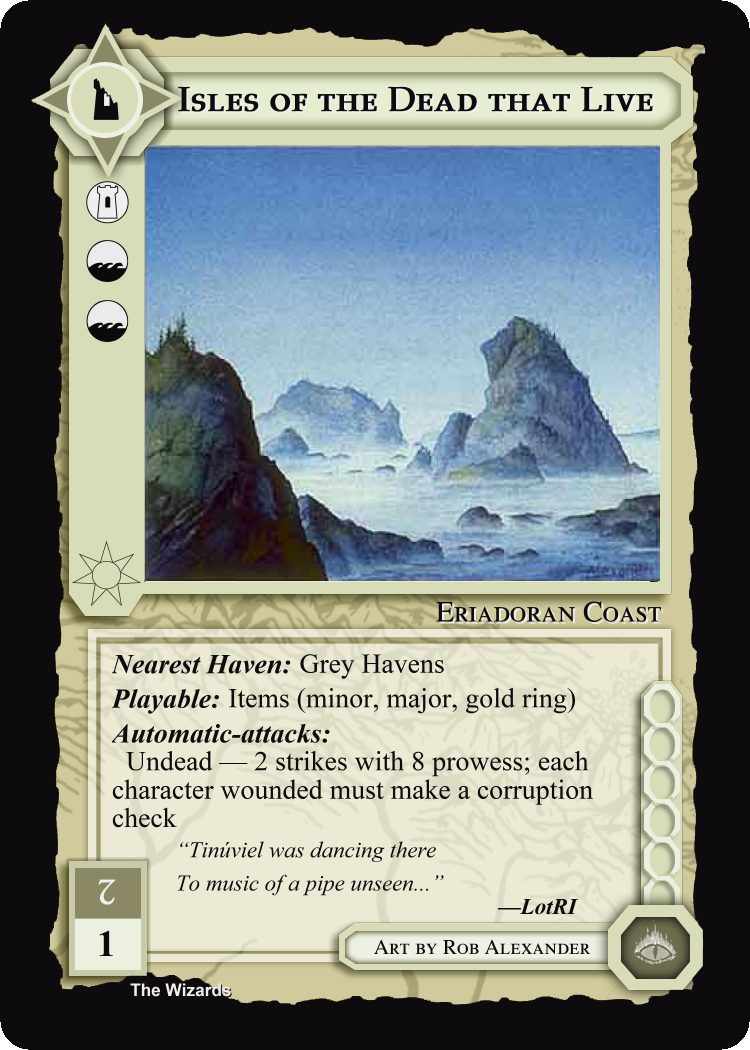 Isles of the Dead that Live
Alexander
Eriadoran Coast
Nearest Haven: Grey Havens
Playable: Items (minor, major, gold ring)
Automatic-attacks:
Undead — 2 strikes with 8 prowess; each
character wounded must make a corruption
check
“Tinúviel was dancing there
To music of a pipe unseen...”
—LotRI
2
1
Art by Rob Alexander
The Wizards